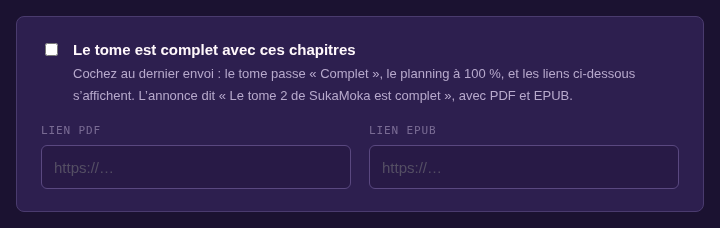 Le tome est complet avec ces chapitres
Cochez au dernier envoi : le tome passe « Complet », le planning à 100 %, et les liens ci-dessous
s'affichent. L'annonce dit « Le tome 2 de SukaMoka est complet », avec PDF et EPUB.
LIEN PDF
LIEN EPUB
https://…
https://…